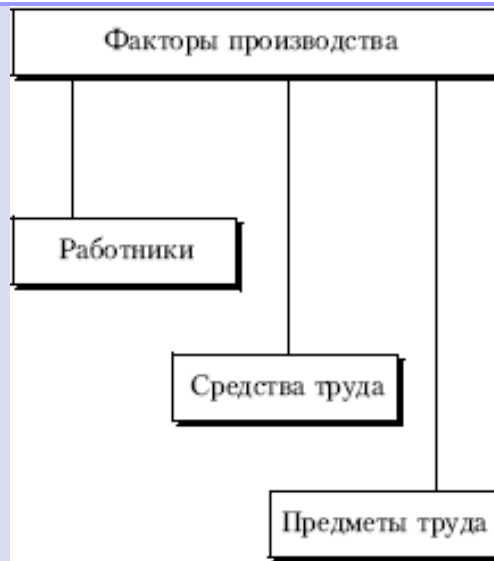 Факторы производства
Работники
Средства труда
Предметы труда